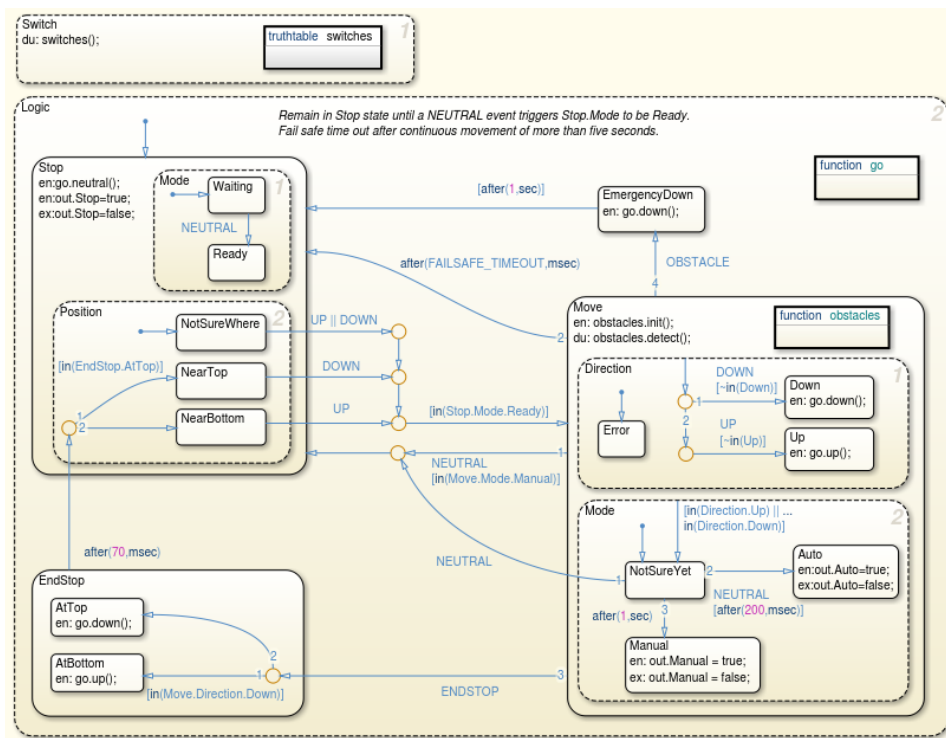 Switch
du: switches();
truthtable switches
1
Logic
2
Remain in Stop state until a NEUTRAL event triggers Stop.Mode to be Ready.
Fail safe time out after continuous movement of more than five seconds.
function go
Stop
en:go.neutral();
en:out.Stop=true;
ex:out.Stop=false;
Mode
1
Waiting
NEUTRAL
Ready
[after(1,sec)]
EmergencyDown
en: go.down();
after(FAILSAFE_TIMEOUT,msec)
OBSTACLE
4
Position
2
NotSureWhere
UP || DOWN
[in(EndStop.AtTop)]
NearTop
DOWN
1
2
NearBottom
UP
[in(Stop.Mode.Ready)]
Move
en: obstacles.init();
du: obstacles.detect();
function obstacles
2
Direction
1
DOWN
[~in(Down)]
1
Down
en: go.down();
2
UP
[~in(Up)]
Up
en: go.up();
Error
1
NEUTRAL
[in(Move.Mode.Manual)]
Mode
2
[in(Direction.Up) || ...
in(Direction.Down)]
NotSureYet
1
2
3
NEUTRAL
Auto
en:out.Auto=true;
ex:out.Auto=false;
NEUTRAL
[after(200,msec)]
after(1,sec)
Manual
en: out.Manual = true;
ex: out.Manual = false;
after(70,msec)
EndStop
AtTop
en: go.down();
2
AtBottom
en: go.up();
1
[in(Move.Direction.Down)]
3
ENDSTOP